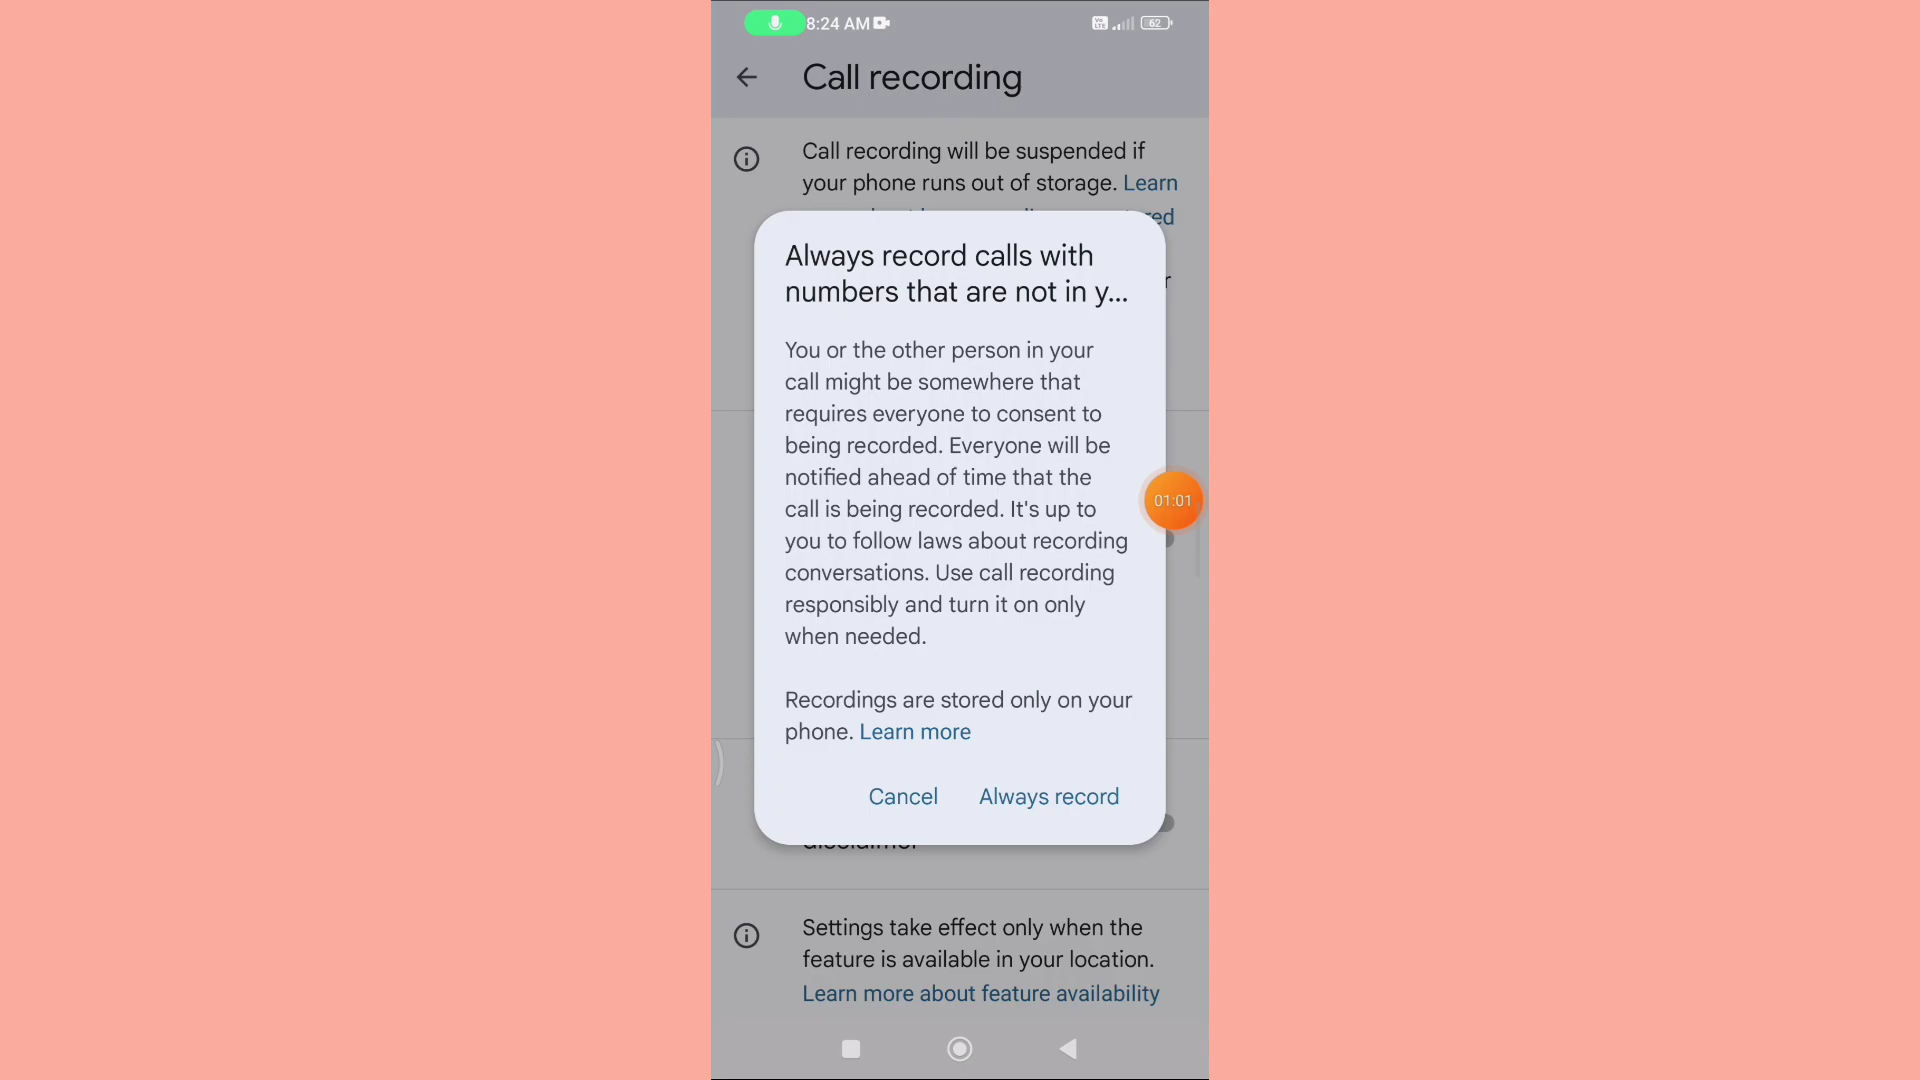 8:24 AM
Vo LTE
62
Call recording
Call recording will be suspended if
your phone runs out of storage. Learn
Always record calls with
numbers that are not in y...
You or the other person in your
call might be somewhere that
requires everyone to consent to
being recorded. Everyone will be
notified ahead of time that the
call is being recorded. It's up to
you to follow laws about recording
conversations. Use call recording
responsibly and turn it on only
when needed.
01:01
Recordings are stored only on your
phone. Learn more
Cancel
Always record
Settings take effect only when the
feature is available in your location.
Learn more about feature availability